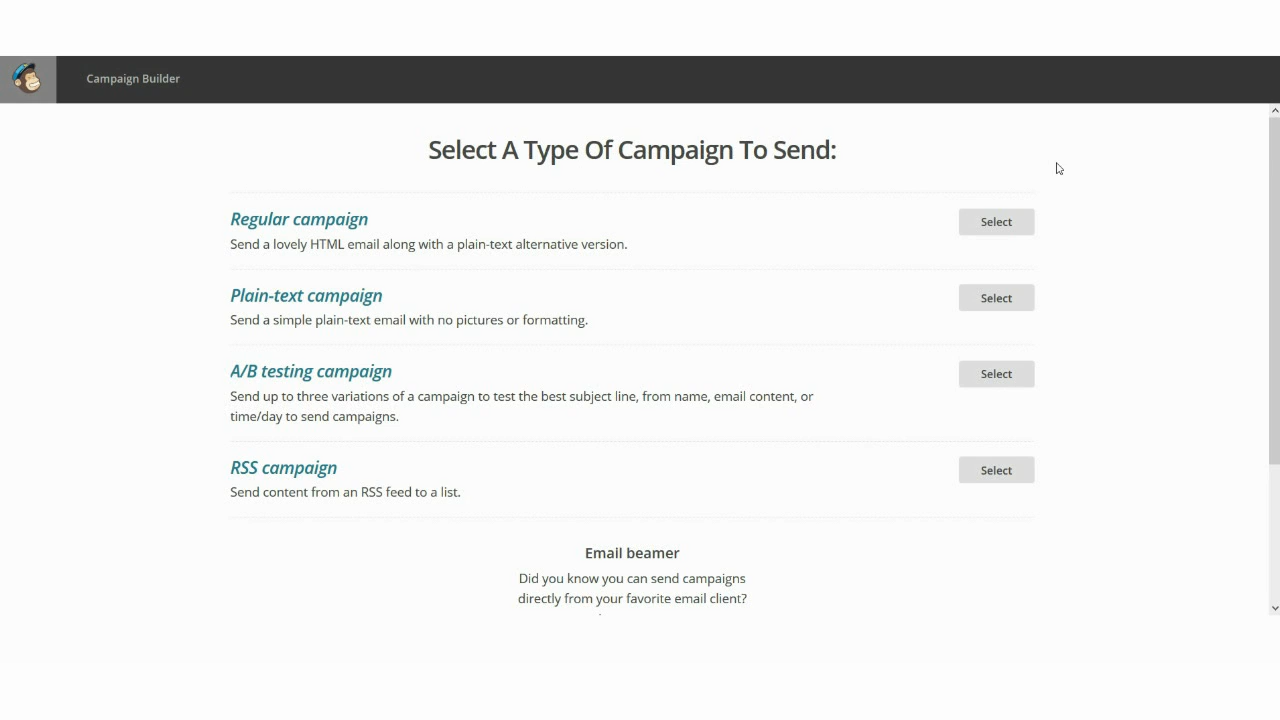 Campaign Builder
Select A Type Of Campaign To Send:
Regular campaign
Select
Send a lovely HTML email along with a plain-text alternative version.
Plain-text campaign
Select
Send a simple plain-text email with no pictures or formatting.
A/B testing campaign
Select
Send up to three variations of a campaign to test the best subject line, from name, email content, or
time/day to send campaigns.
RSS campaign
Select
Send content from an RSS feed to a list.
Email beamer
Did you know you can send campaigns
directly from your favorite email client?